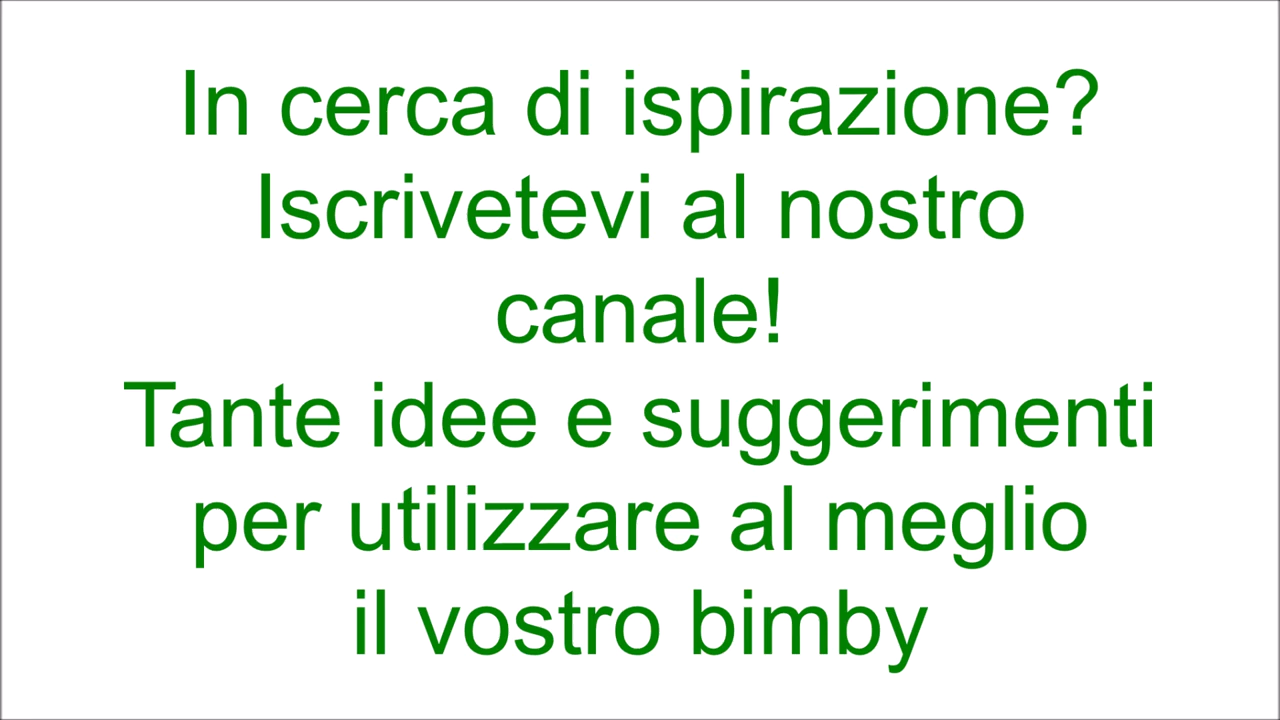 In cerca di ispirazione?
Iscrivetevi al nostro
canale!
Tante idee e suggerimenti
per utilizzare al meglio
il vostro bimby